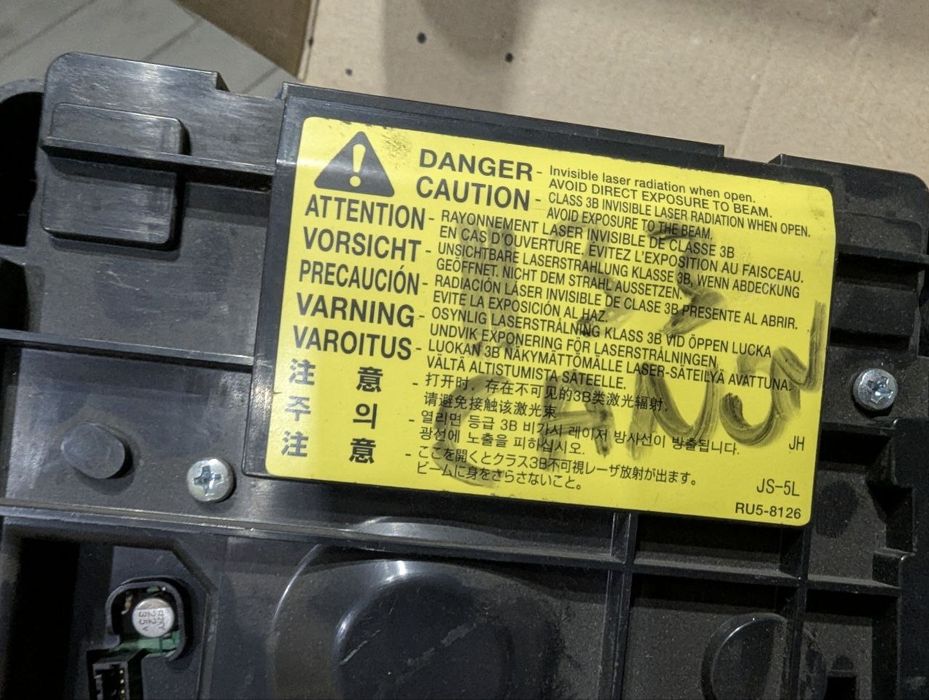 DANGER - Invisible laser radiation when open.
AVOID DIRECT EXPOSURE TO BEAM.
CAUTION - CLASS 3B INVISIBLE LASER RADIATION WHEN OPEN.
AVOID EXPOSURE TO THE BEAM.
ATTENTION - RAYONNEMENT LASER INVISIBLE DE CLASSE 3B
EN CAS D'OUVERTURE ÉVITEZ L'EXPOSITION AU FAISCEAU.
VORSICHT - UNSICHTBARE LASERSTRAHLUNG KLASSE 3B, WENN ABDECKUNG
GEÖFFNET. NICHT DEM STRAHL AUSSETZEN.
PRECAUCIÓN - RADIACIÓN LÁSER INVISIBLE DE CLASE 3B PRESENTE AL ABRIR.
EVITE LA EXPOSICIÓN AL HAZ.
VARNING - OSYNLIG LASERSTRÅLNING KLASS 3B VID ÖPPEN LUCKA
UNDVIK EXPONERING FÖR LASERSTRÅLNINGEN.
VAROITUS - LUOKAN 3B NÄKYMÄTTÖMÄLLE LASER-SÄTEILYÄ AVATTUNA.
VÄLTÄ ALTISTUMISTA SÄTEELLE.
注 意 - 打开时，存在不可见的3B类激光辐射.
请避免接触该激光束
주 의 - 열리면 등급 3B 비가시 레이저 방사선이 방출됩니다.
광선에 노출을 피하십시오.
注 意 - ここを開くとクラス3B不可視レーザ放射が出ます。
ビームに身をさらさないこと。
JH
JS-5L
RU5-8126